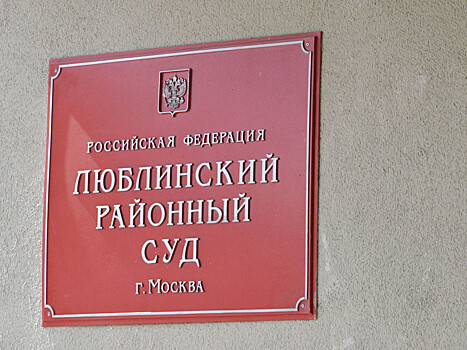 РОССИЙСКАЯ ФЕДЕРАЦИЯ
ЛЮБЛИНСКИЙ
РАЙОННЫЙ
СУД
г. Москва